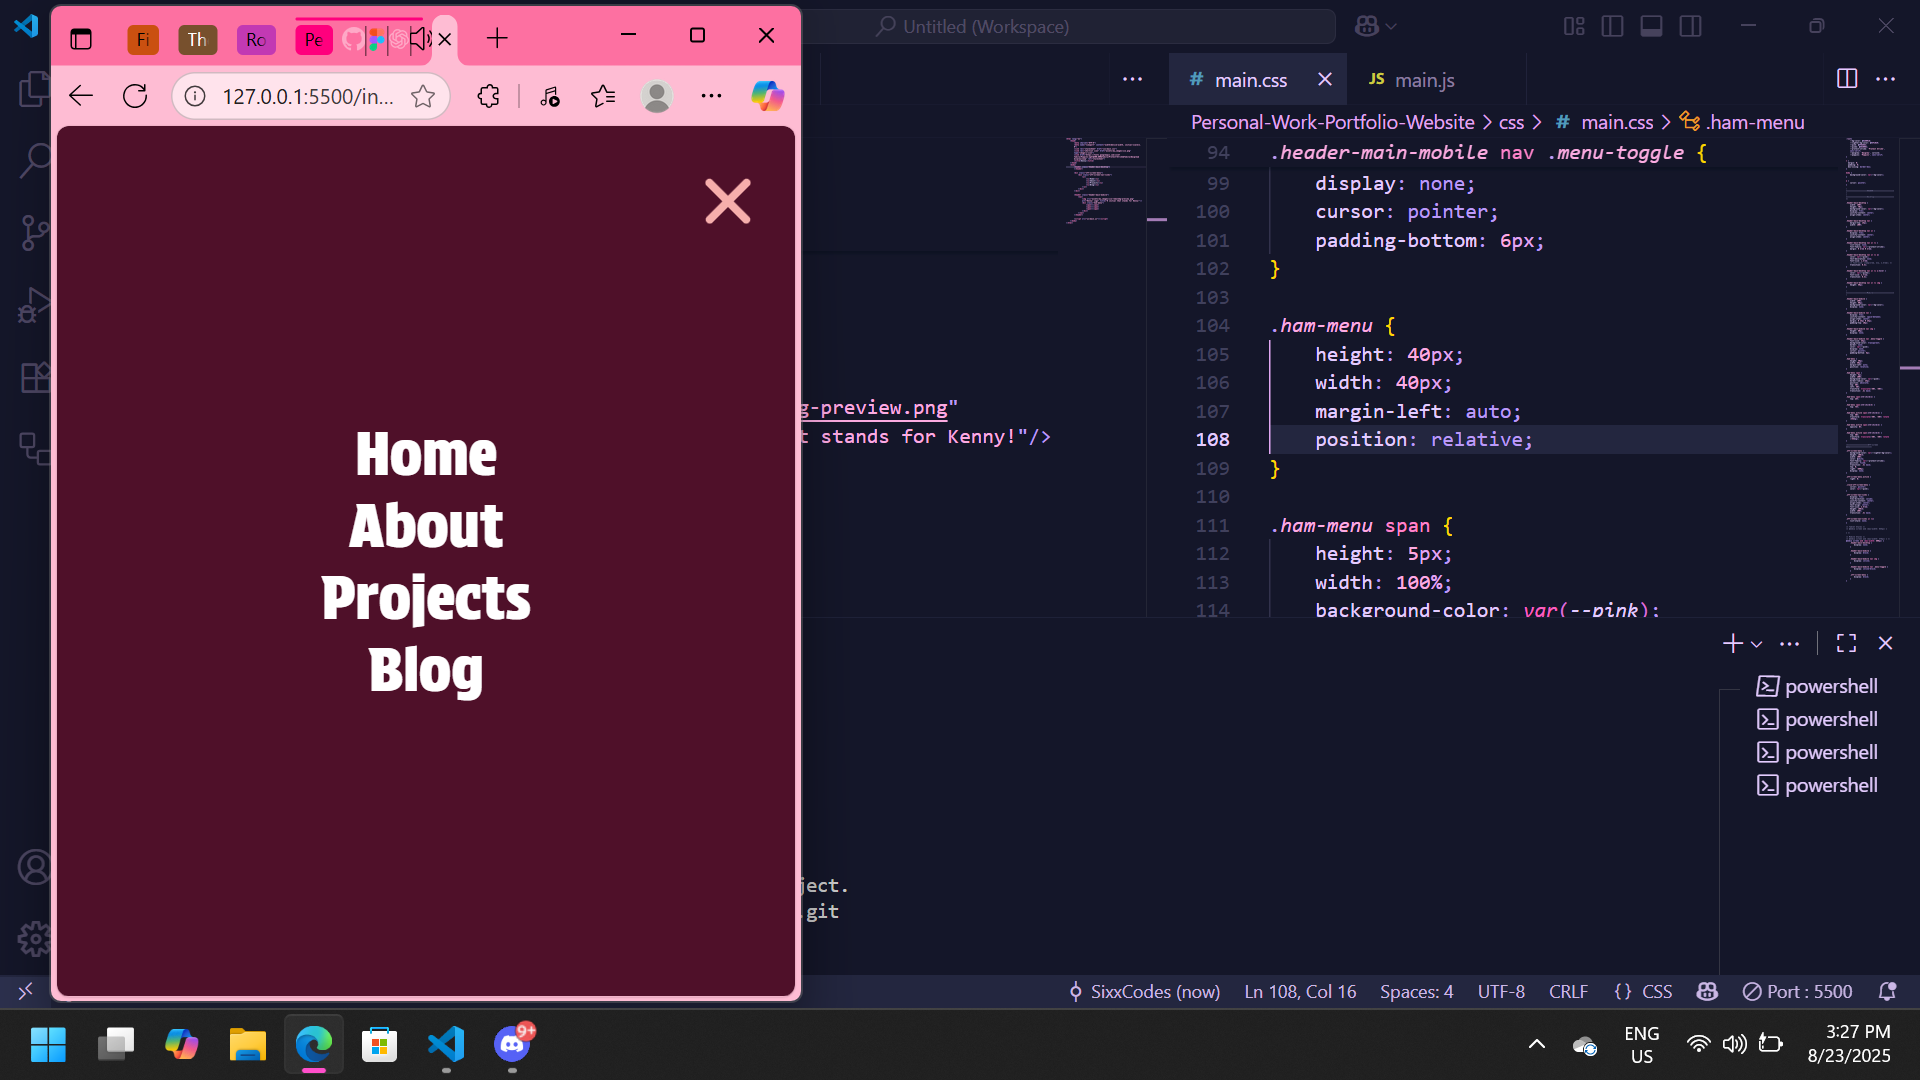 Fi
Th
Ro
Pe
127.0.0.1:5500/in...
Home
About
Projects
Blog
Untitled (Workspace)
# main.css
JS main.js
Personal-Work-Portfolio-Website > css > # main.css > .ham-menu
94 .header-main-mobile nav .menu-toggle {
99 display: none;
100 cursor: pointer;
101 padding-bottom: 6px;
102 }
103
104 .ham-menu {
105 height: 40px;
106 width: 40px;
107 margin-left: auto;
108 position: relative;
109 }
110
111 .ham-menu span {
112 height: 5px;
113 width: 100%;
114 background-color: var(--pink);
g-preview.png"
t stands for Kenny!"/>
powershell
powershell
powershell
powershell
ject.
.git
SixxCodes (now)
Ln 108, Col 16
Spaces: 4
UTF-8
CRLF
{} CSS
Port : 5500
9+
ENG
US
3:27 PM
8/23/2025